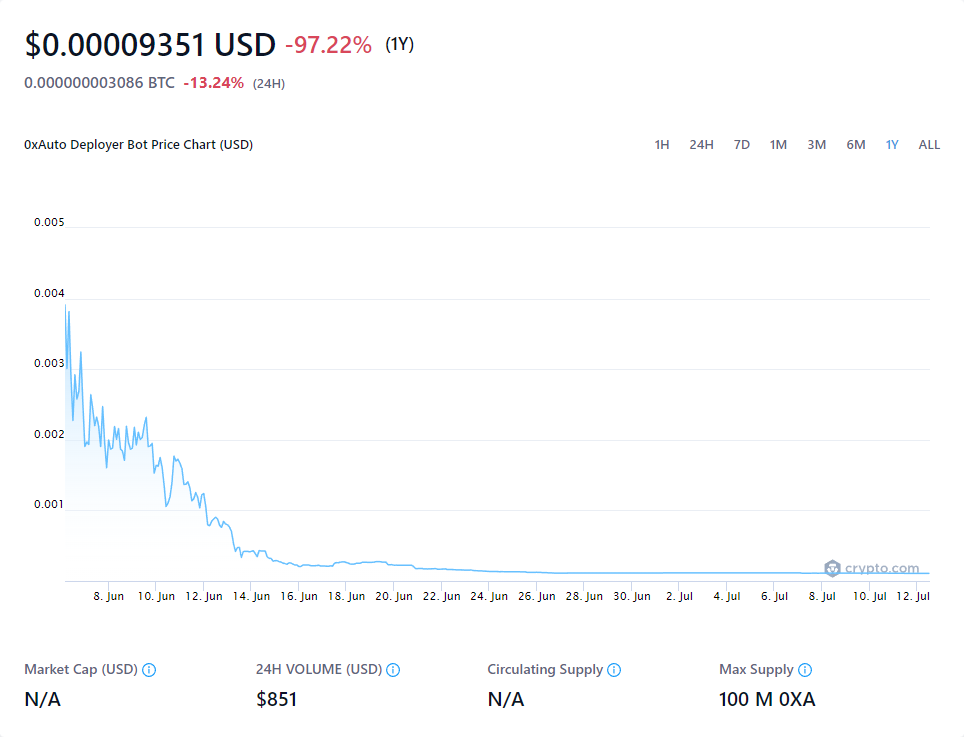 $0.00009351 USD -97.22% (1Y)
0.000000003086 BTC -13.24% (24H)
0xAuto Deployer Bot Price Chart (USD) 1H 24H 7D 1M 3M 6M 1Y ALL
0.005
0.004
0.003
0.002
0.001
crypto.com
8. Jun 10. Jun 12. Jun 14. Jun 16. Jun 18. Jun 20. Jun 22. Jun 24. Jun 26. Jun 28. Jun 30. Jun 2. Jul 4. Jul 6. Jul 8. Jul 10. Jul 12. Jul
Market Cap (USD) 24H VOLUME (USD) Circulating Supply Max Supply
N/A $851 N/A 100 M 0XA